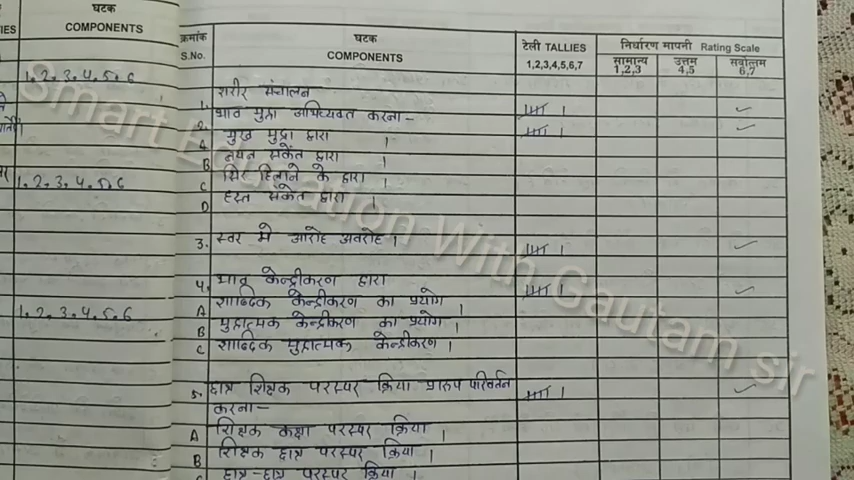 घटक
IES COMPONENTS
1. 2. 3. 4. 5. 6
1. 2. 3. 4. 5. 6
1. 2. 3. 4. 5. 6
क्रमांक घटक टेली TALLIES निर्धारण मापनी Rating Scale
S.No. COMPONENTS 1,2,3,4,5,6,7 सामान्य उत्तम सर्वोत्तम
1,2,3 4,5 6,7
1. शरीर संचालन
2. भाव मुद्रा अभिव्यक्त करना-
A मुख मुद्रा द्वारा ।
B नयन संकेत द्वारा ।
C सिर हिलाने के द्वारा ।
D हस्त संकेत द्वारा ।
3. स्वर मे आरोह अवरोह ।
4. भाव केन्द्रीकरण द्वारा
A शाब्दिक केन्द्रीकरण का प्रयोग ।
B मुद्रात्मक केन्द्रीकरण का प्रयोग ।
C शाब्दिक मुद्रात्मक केन्द्रीकरण ।
5. छात्र शिक्षक परस्पर क्रिया प्रारुप परिवर्तन
करना-
A शिक्षक कक्षा परस्पर क्रिया ।
B शिक्षक छात्र परस्पर क्रिया ।
छात्र-छात्र परस्पर क्रिया ।
Smart Education With Gautam sir